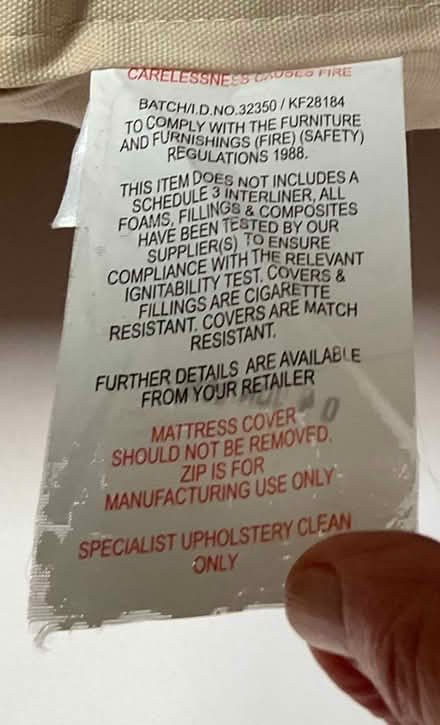 CARELESSNESS CAUSES FIRE
BATCH/I.D.NO.32350 / KF28184
TO COMPLY WITH THE FURNITURE
AND FURNISHINGS (FIRE) (SAFETY)
REGULATIONS 1988.
THIS ITEM DOES NOT INCLUDES A
SCHEDULE 3 INTERLINER, ALL
FOAMS, FILLINGS & COMPOSITES
HAVE BEEN TESTED BY OUR
SUPPLIER(S) TO ENSURE
COMPLIANCE WITH THE RELEVANT
IGNITABILITY TEST. COVERS &
FILLINGS ARE CIGARETTE
RESISTANT. COVERS ARE MATCH
RESISTANT.
FURTHER DETAILS ARE AVAILABLE
FROM YOUR RETAILER
MATTRESS COVER
SHOULD NOT BE REMOVED.
ZIP IS FOR
MANUFACTURING USE ONLY
SPECIALIST UPHOLSTERY CLEAN
ONLY